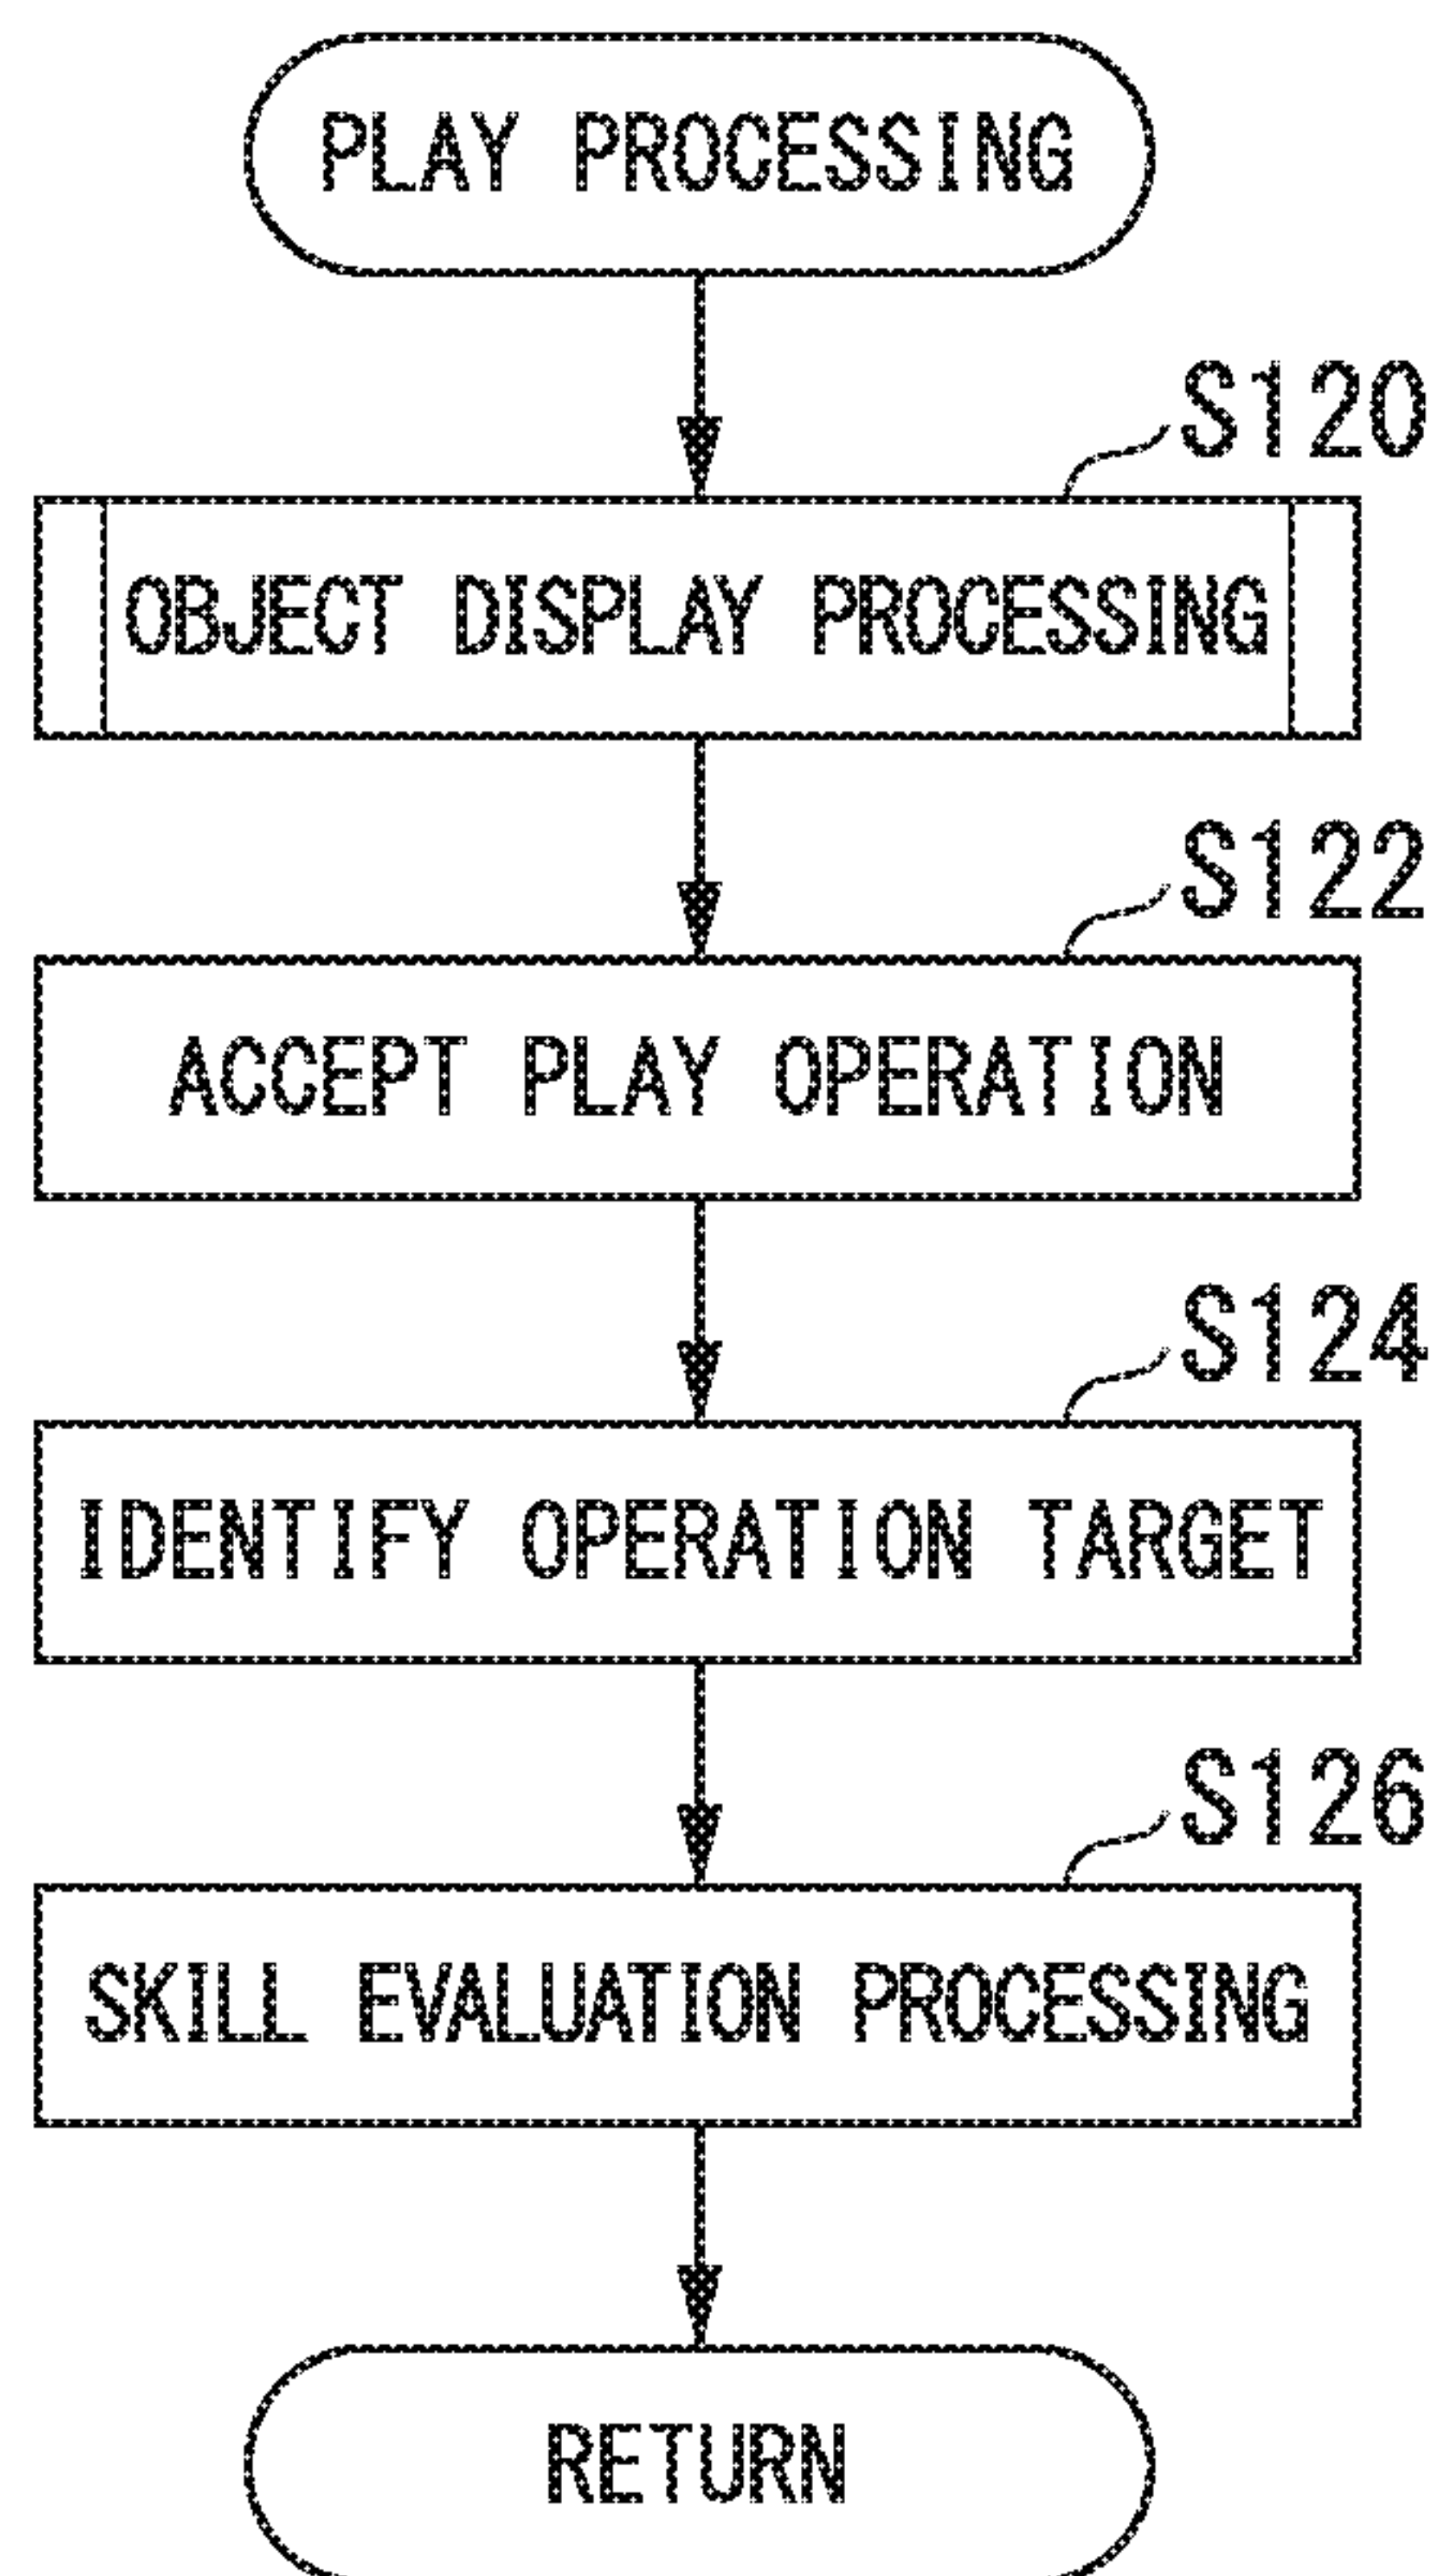 PLAY PROCESSING
S120
OBJECT DISPLAY PROCESSING
S122
ACCEPT PLAY OPERATION
S124
IDENTIFY OPERATION TARGET
S126
SKILL EVALUATION PROCESSING
RETURN